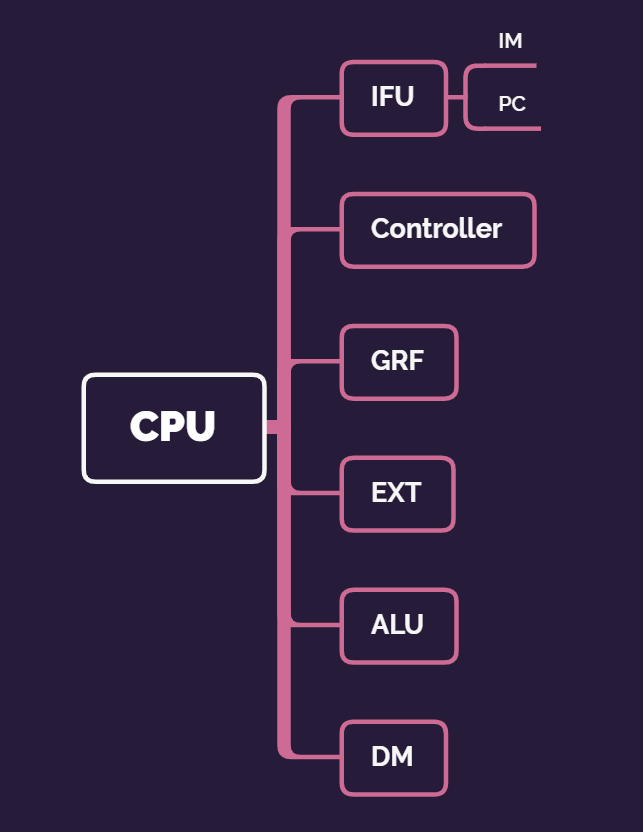 IM
IFU
PC
Controller
GRF
CPU
EXT
ALU
DM